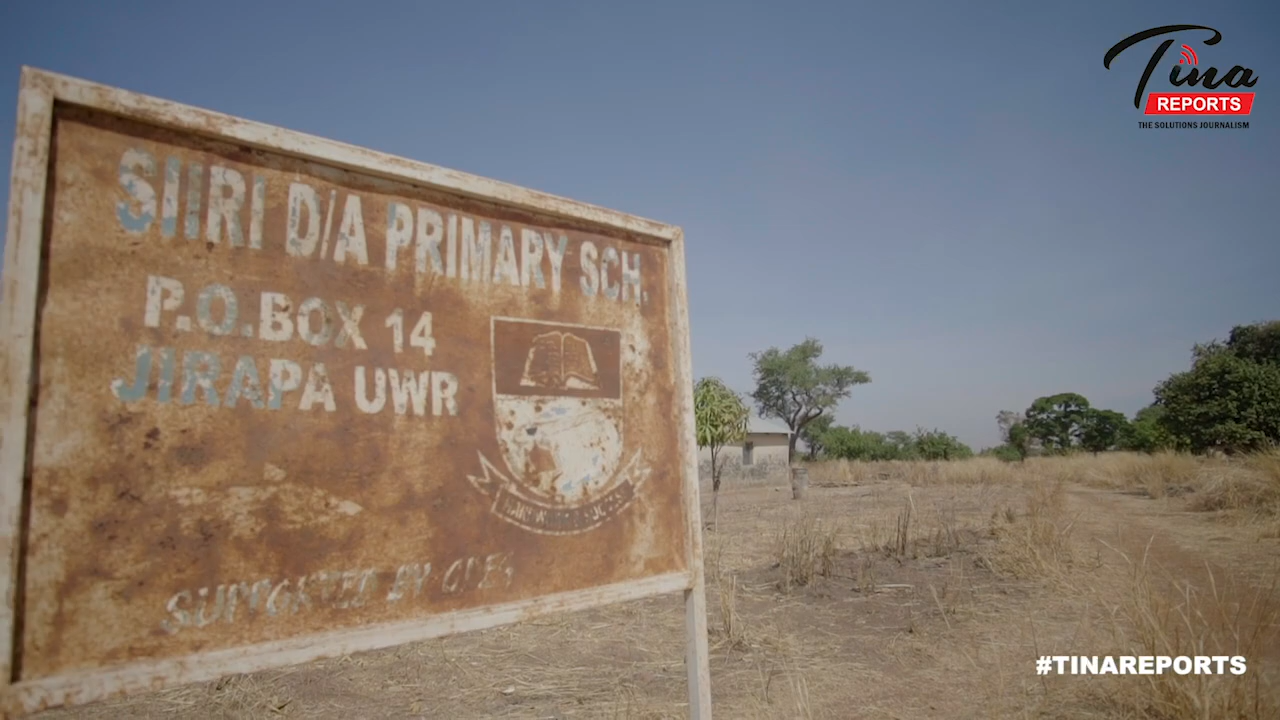 Tina
REPORTS
THE SOLUTIONS JOURNALISM
SIIRI D/A PRIMARY SCH.
P.O.BOX 14
JIRAPA UWR
SUPPORTED BY
#TINAREPORTS